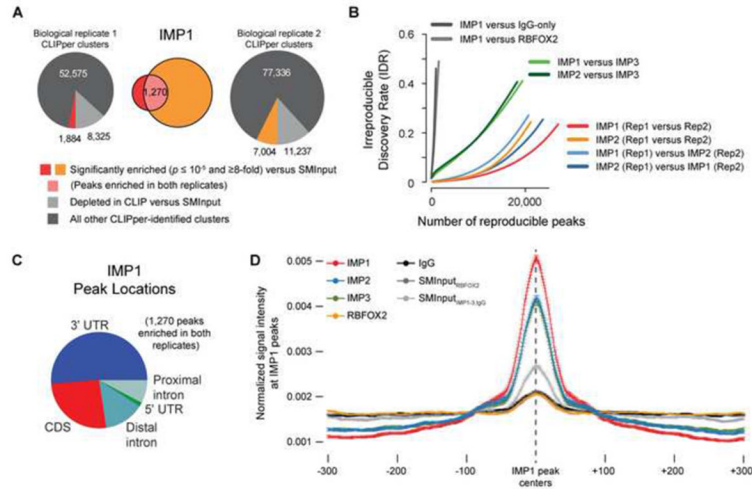 A
Biological replicate 1
CLIPper clusters
IMP1
Biological replicate 2
CLIPper clusters
52,575
1,884
8,325
1,270
77,336
7,004
11,237
Significantly enriched (p ≤ 10⁻⁵ and ≥8-fold) versus SMInput
(Peaks enriched in both replicates)
Depleted in CLIP versus SMInput
All other CLIPper-identified clusters
B
Irreproducible
Discovery Rate (IDR)
0.6
0.4
0.2
0
0
20,000
Number of reproducible peaks
IMP1 versus IgG-only
IMP1 versus RBFOX2
IMP1 versus IMP3
IMP2 versus IMP3
IMP1 (Rep1 versus Rep2)
IMP2 (Rep1 versus Rep2)
IMP1 (Rep1) versus IMP2 (Rep2)
IMP2 (Rep1) versus IMP1 (Rep2)
C
IMP1
Peak Locations
(1,270 peaks
enriched in both
replicates)
3' UTR
Proximal
intron
5' UTR
Distal
intron
CDS
D
Normalized signal intensity
at IMP1 peaks
0.005
0.004
0.003
0.002
0.001
IMP1
IMP2
IMP3
RBFOX2
IgG
SMInput RBFOX2
SMInput IMP1-3 IgG
-300
-200
-100
IMP1 peak
centers
+100
+200
+300